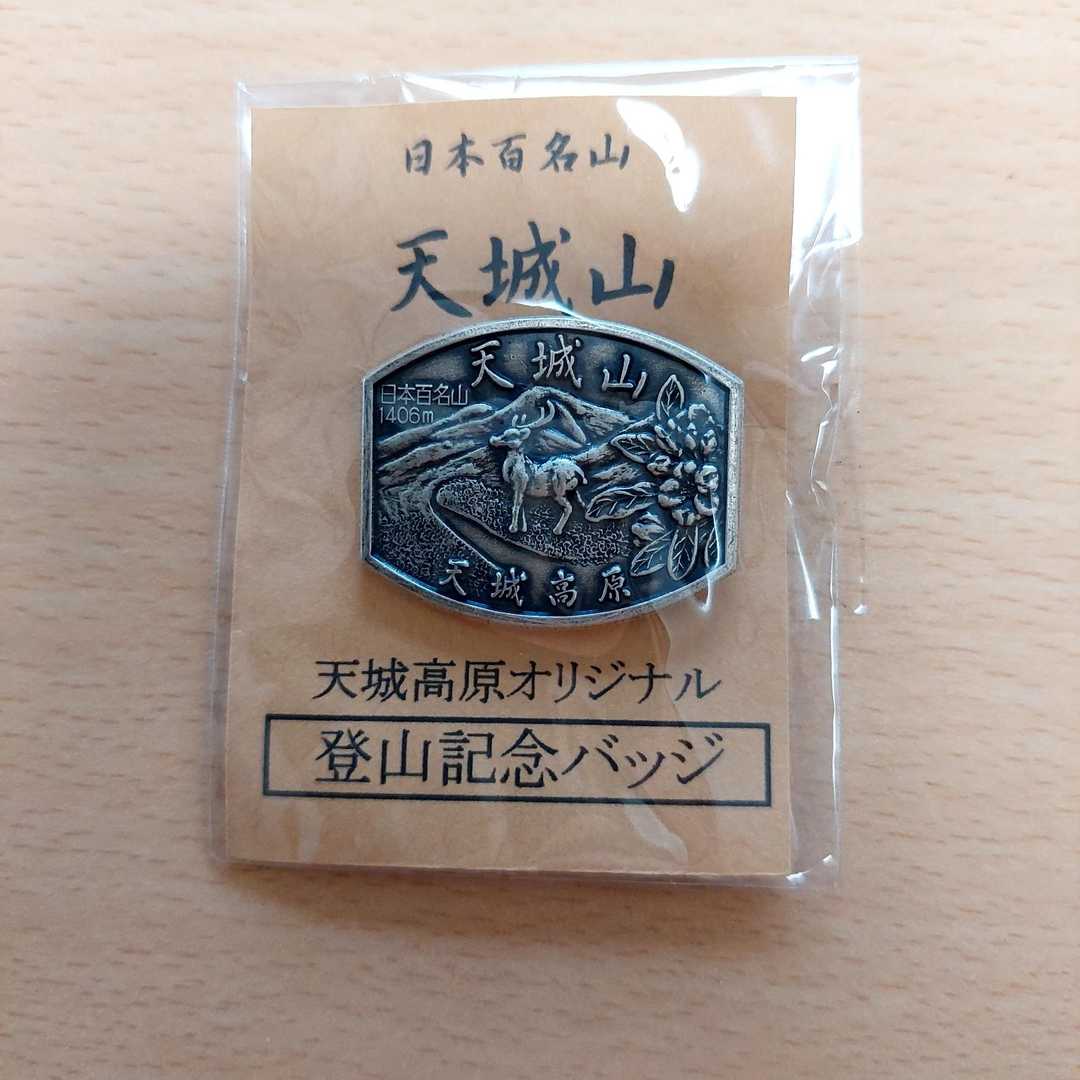 日本百名山
天城山
天城山
日本百名山
1406m
天城高原
天城高原オリジナル
登山記念バッジ